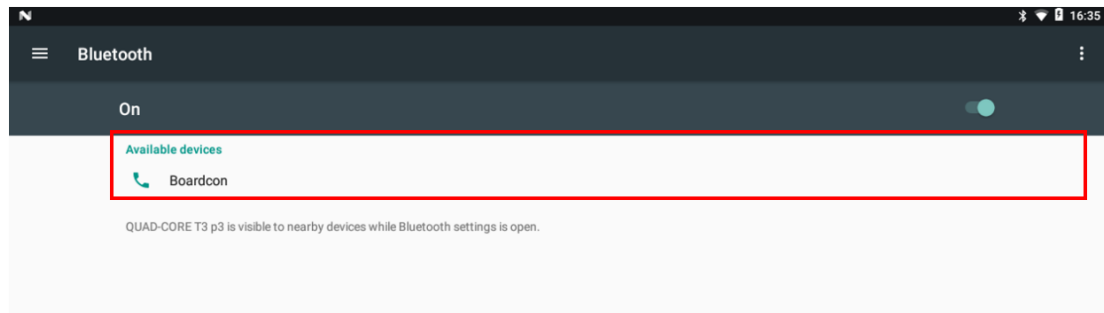 16:35
Bluetooth
On
Available devices
Boardcon
QUAD-CORE T3 p3 is visible to nearby devices while Bluetooth settings is open.